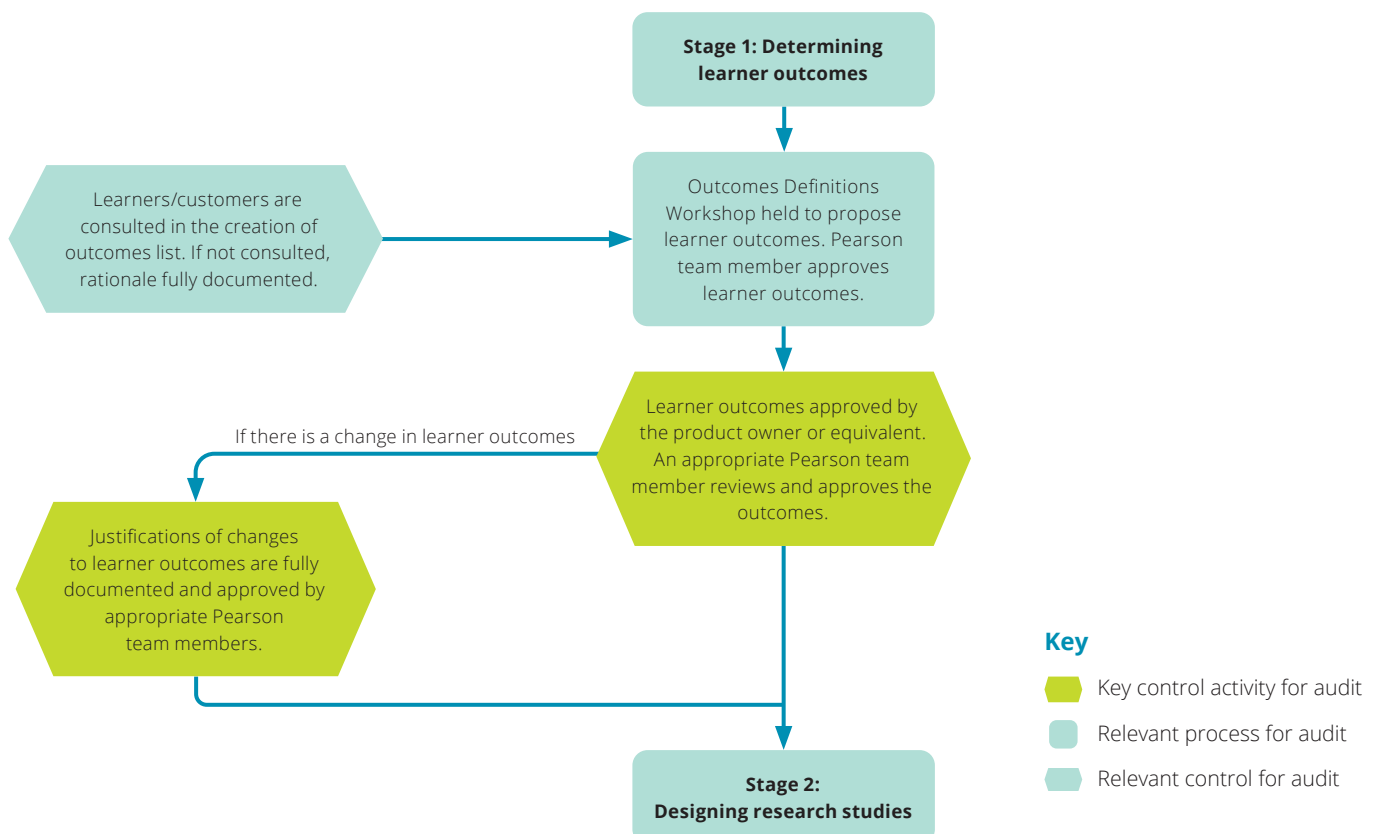 Stage 1: Determining
learner outcomes
Learners/customers are
consulted in the creation of
outcomes list. If not consulted,
rationale fully documented.
Outcomes Definitions
Workshop held to propose
learner outcomes. Pearson
team member approves
learner outcomes.
Learner outcomes approved by
the product owner or equivalent.
An appropriate Pearson team
member reviews and approves the
outcomes.
If there is a change in learner outcomes
Justifications of changes
to learner outcomes are fully
documented and approved by
appropriate Pearson
team members.
Stage 2:
Designing research studies
Key
Key control activity for audit
Relevant process for audit
Relevant control for audit